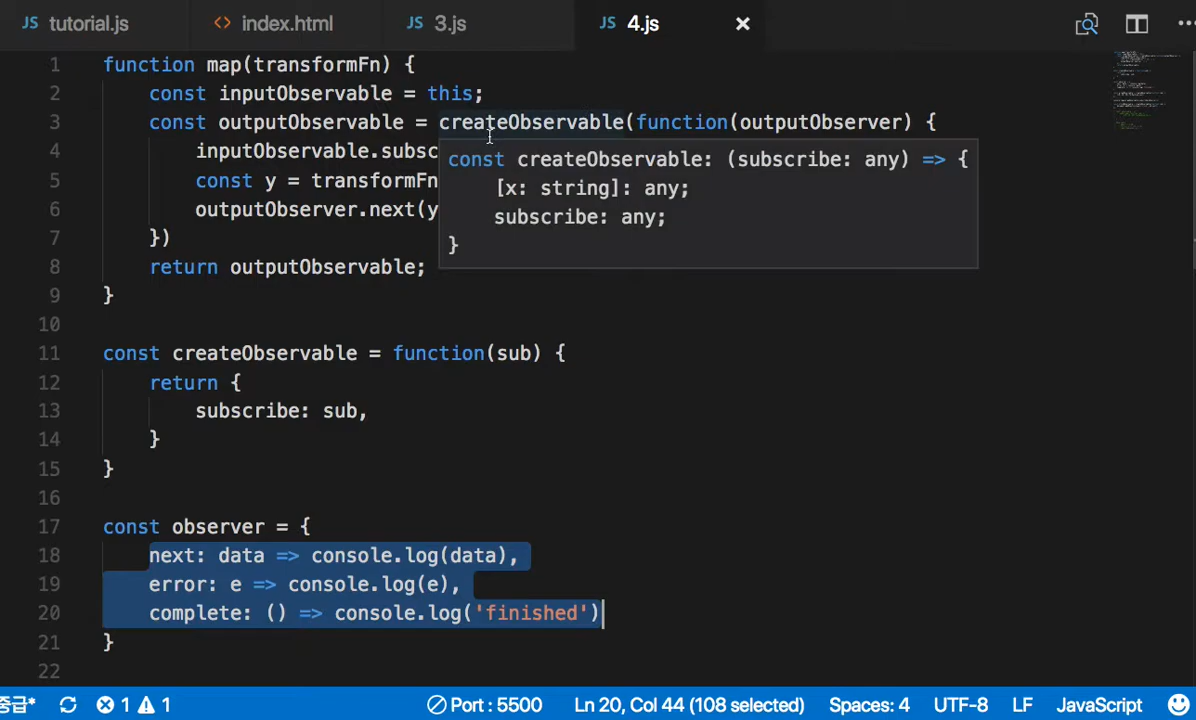 JS tutorial.js <> index.html JS 3.js JS 4.js
1 function map(transformFn) {
2 const inputObservable = this;
3 const outputObservable = createObservable(function(outputObserver) {
4 inputObservable.subsc
5 const y = transformFn
6 outputObserver.next(y
7 })
8 return outputObservable;
9 }
const createObservable: (subscribe: any) => {
[x: string]: any;
subscribe: any;
}
10
11 const createObservable = function(sub) {
12 return {
13 subscribe: sub,
14 }
15 }
16
17 const observer = {
18 next: data => console.log(data),
19 error: e => console.log(e),
20 complete: () => console.log('finished')
21 }
22
중급* 1 1 Port : 5500 Ln 20, Col 44 (108 selected) Spaces: 4 UTF-8 LF JavaScript